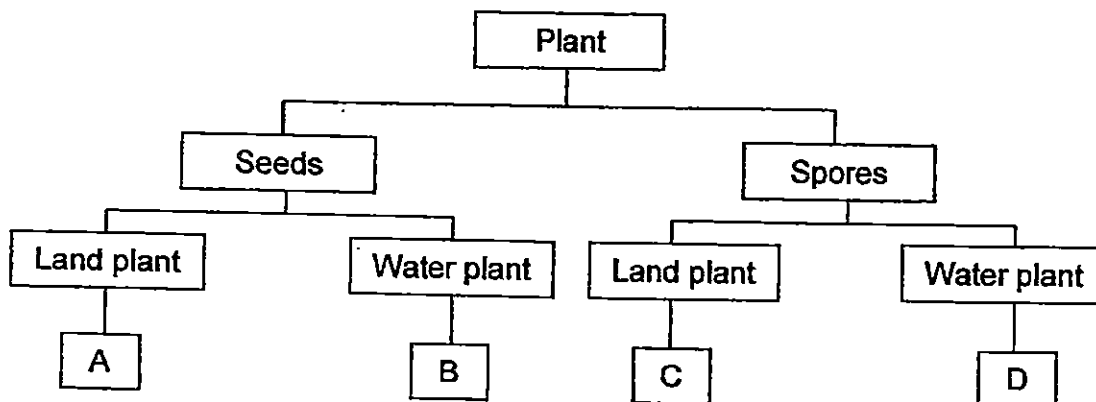 Plant
Seeds
Spores
Land plant
Water plant
Land plant
Water plant
A
B
C
D